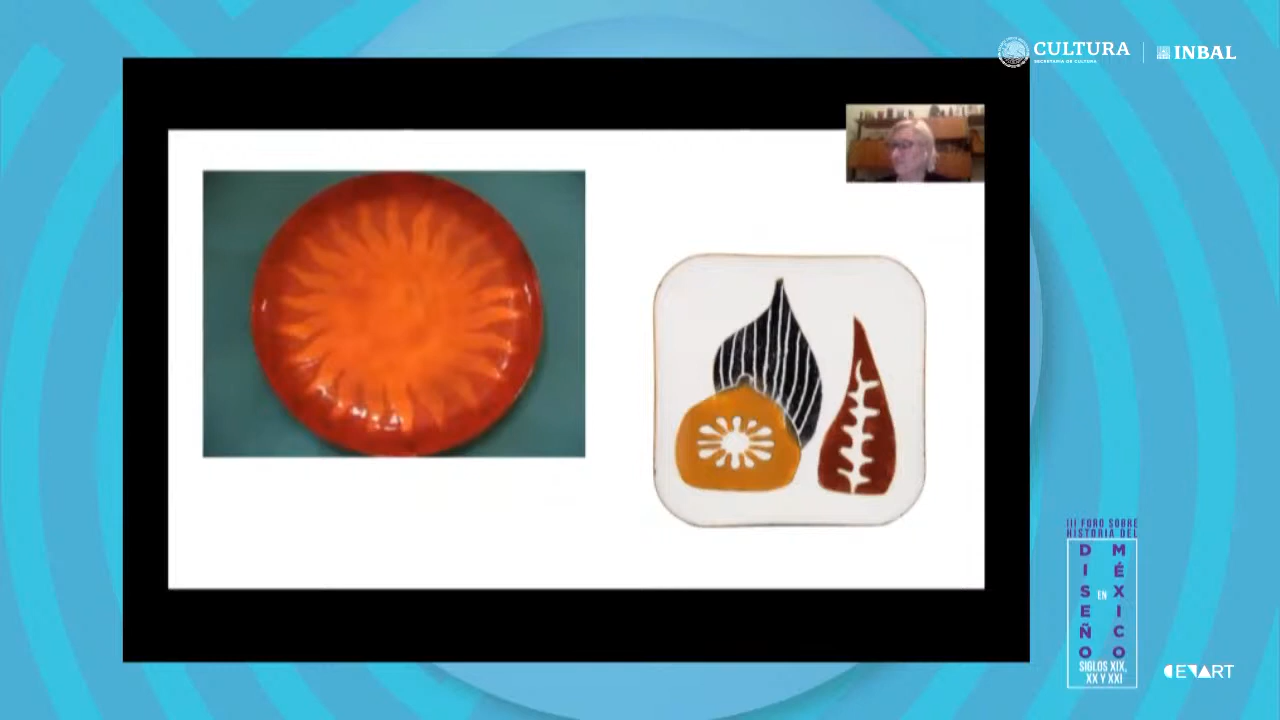 CULTURA
SECRETARÍA DE CULTURA
INBAL
III FORO SOBRE
HISTORIA DEL
DISEÑO
EN
MÉXICO
SIGLOS XIX,
XX Y XXI
CENART